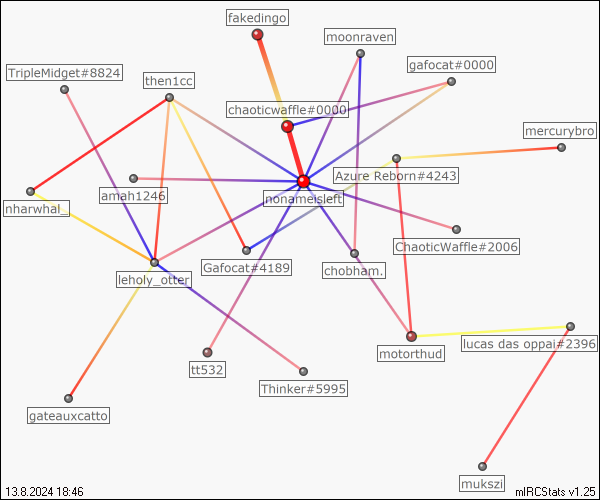 fakedingo
moonraven
gafocat#0000
TripleMidget#8824
then1cc
chaoticwaffle#0000
mercurybro
Azure Reborn#4243
amah1246
nonameisleft
nharwhal_
ChaoticWaffle#2006
Gafocat#4189
chobham.
leholy_otter
lucas das oppai#2396
motorthud
tt532
Thinker#5995
gateauxcatto
mukszi
13.8.2024 18:46
mIRCStats v1.25